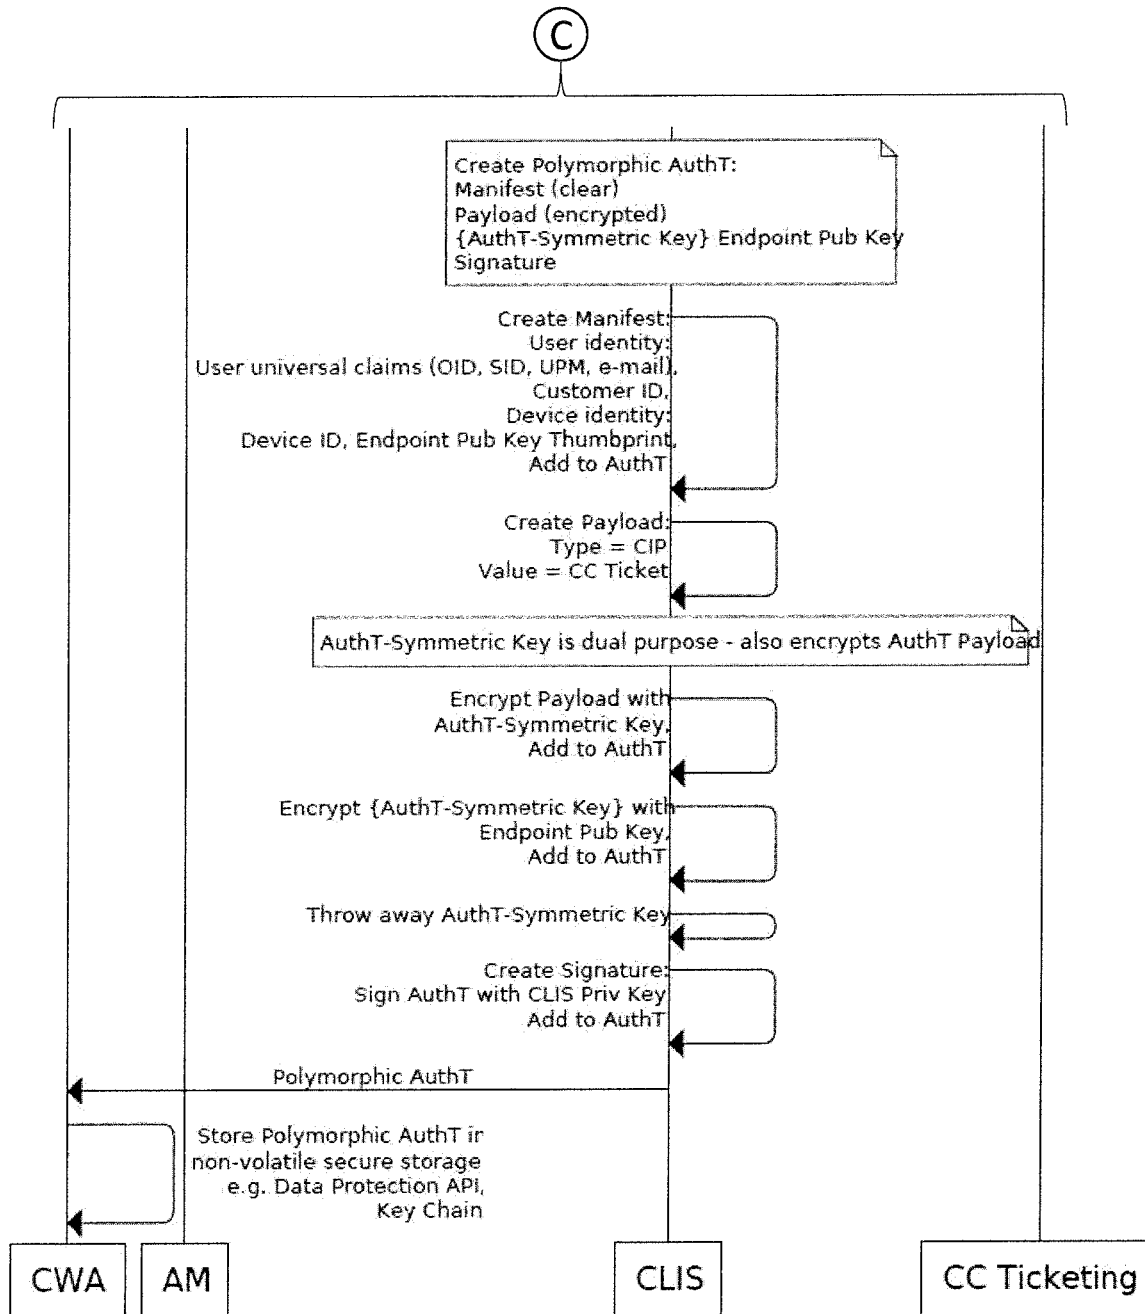 C
Create Polymorphic AuthT:
Manifest (clear)
Payload (encrypted)
{AuthT-Symmetric Key} Endpoint Pub Key
Signature
Create Manifest:
User identity:
User universal claims (OID, SID, UPM, e-mail),
Customer ID,
Device identity:
Device ID, Endpoint Pub Key Thumbprint,
Add to AuthT
Create Payload:
Type = CIP
Value = CC Ticket
AuthT-Symmetric Key is dual purpose - also encrypts AuthT Payload
Encrypt Payload with
AuthT-Symmetric Key,
Add to AuthT
Encrypt {AuthT-Symmetric Key} with
Endpoint Pub Key,
Add to AuthT
Throw away AuthT-Symmetric Key
Create Signature:
Sign AuthT with CLIS Priv Key
Add to AuthT
Polymorphic AuthT
Store Polymorphic AuthT in
non-volatile secure storage
e.g. Data Protection API,
Key Chain
CWA
AM
CLIS
CC Ticketing